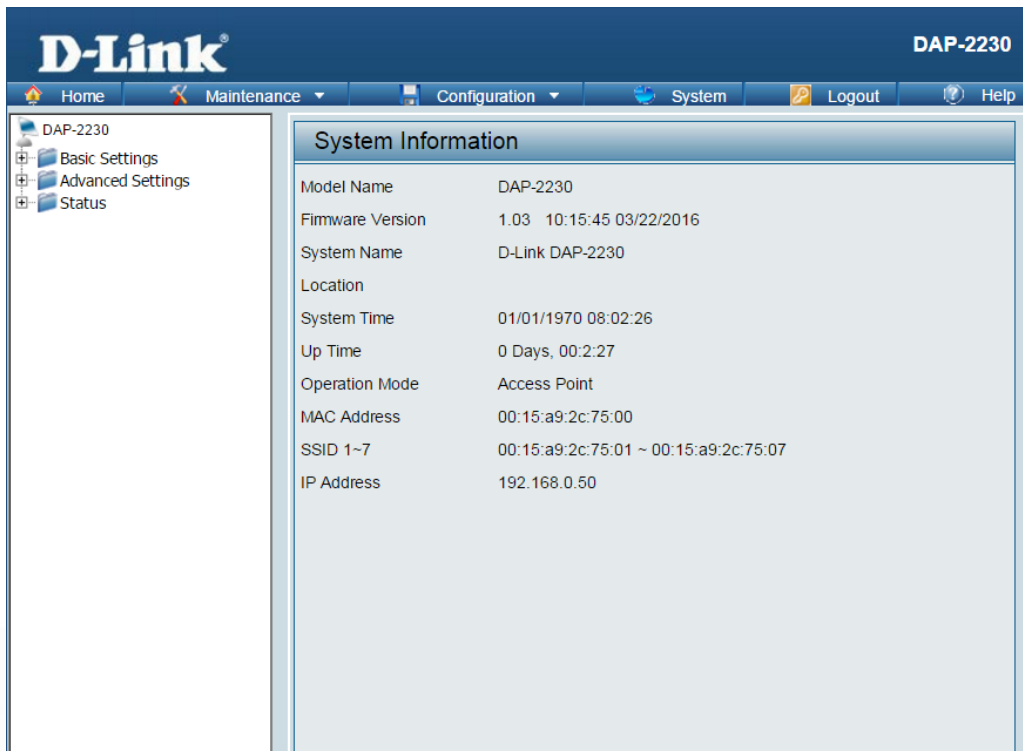 D-Link®
DAP-2230
Home Maintenance Configuration System Logout Help
DAP-2230
Basic Settings
Advanced Settings
Status
System Information
Model Name DAP-2230
Firmware Version 1.03 10:15:45 03/22/2016
System Name D-Link DAP-2230
Location
System Time 01/01/1970 08:02:26
Up Time 0 Days, 00:2:27
Operation Mode Access Point
MAC Address 00:15:a9:2c:75:00
SSID 1~7 00:15:a9:2c:75:01 ~ 00:15:a9:2c:75:07
IP Address 192.168.0.50